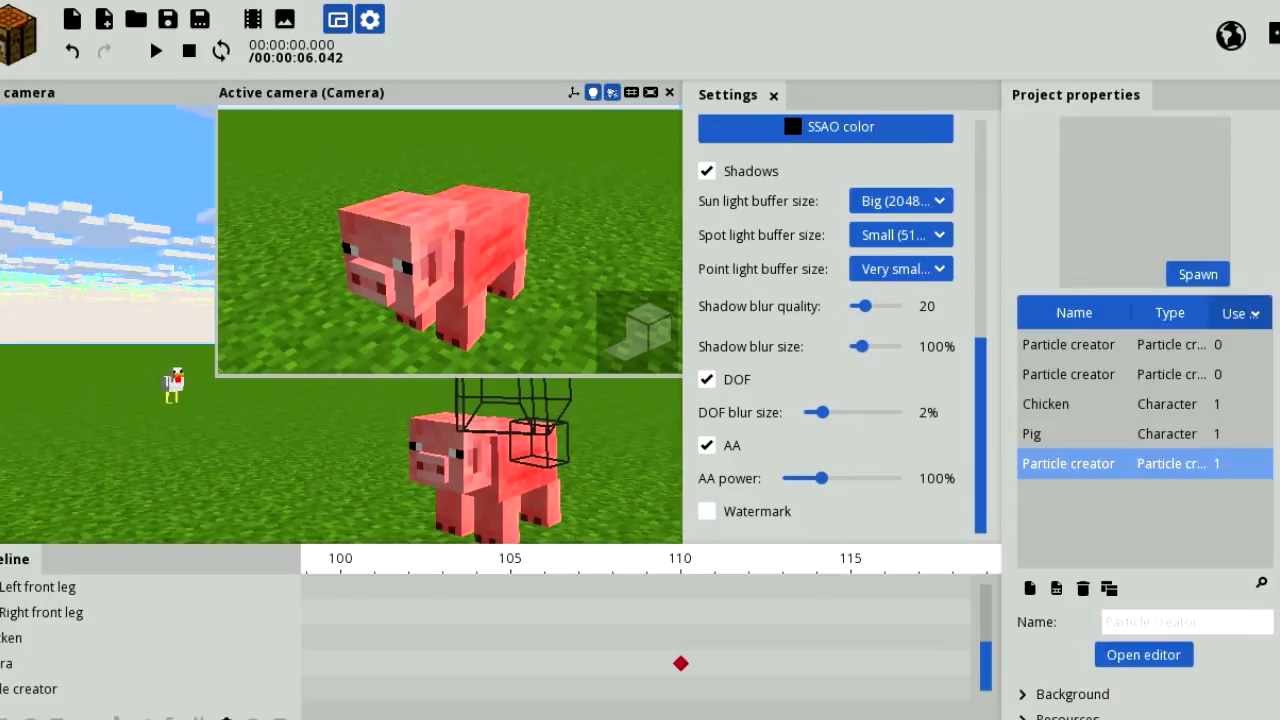 00:00:00.000
/00:00:06.042
camera
Active camera (Camera)
Settings
SSAO color
Shadows
Sun light buffer size: Big (2048...
Spot light buffer size: Small (51...
Point light buffer size: Very smal...
Shadow blur quality: 20
Shadow blur size: 100%
DOF
DOF blur size: 2%
AA
AA power: 100%
Watermark
Project properties
Spawn
Name Type Use ..
Particle creator Particle cr... 0
Particle creator Particle cr... 0
Chicken Character 1
Pig Character 1
Particle creator Particle cr... 1
Name: Particle creator
Open editor
Background
Resources
eline
100 105 110 115
Left front leg
Right front leg
cken
ra
le creator